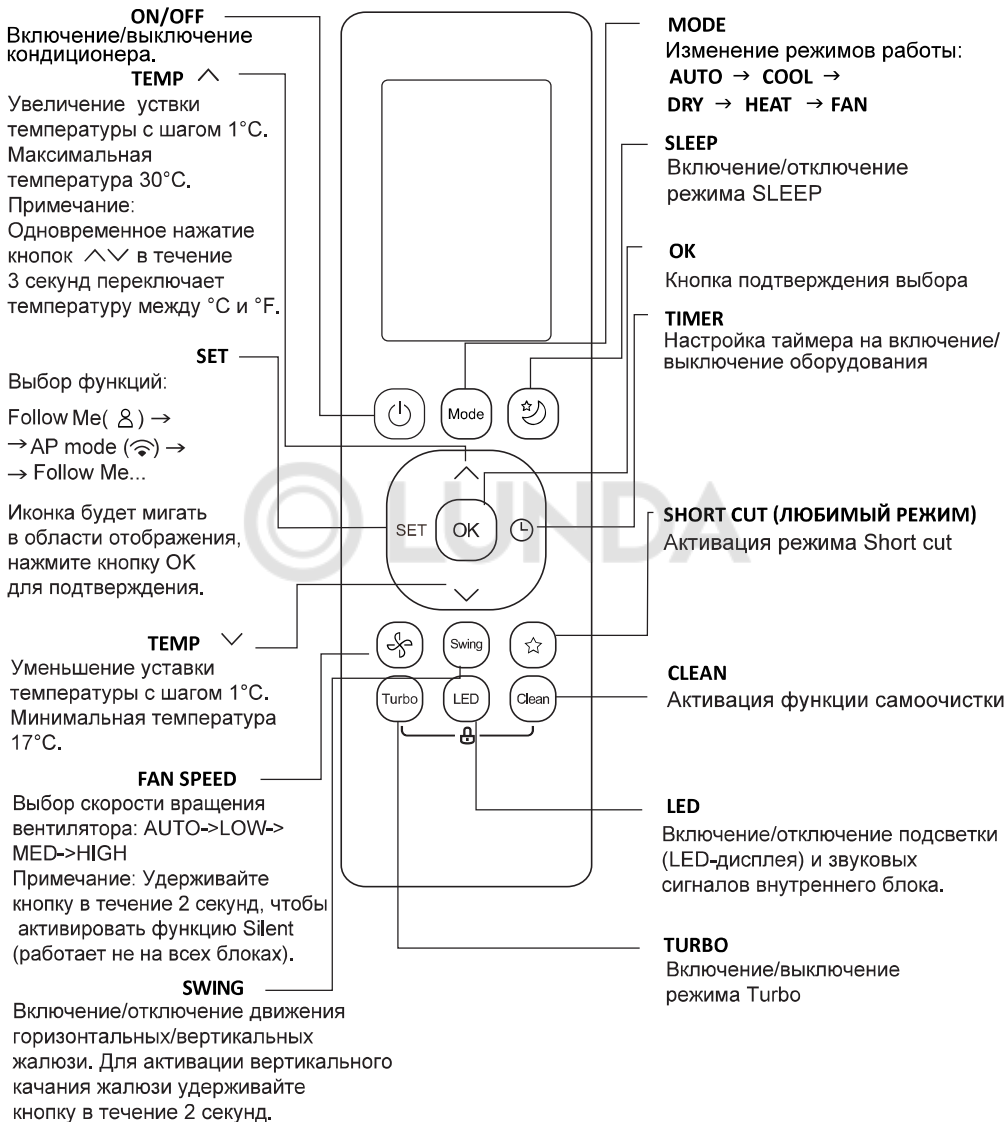 ON/OFF
Включение/выключение
кондиционера.
TEMP ︿
Увеличение уствки
температуры с шагом 1°C.
Максимальная
температура 30°C.
Примечание:
Одновременное нажатие
кнопок ︿﹀ в течение
3 секунд переключает
температуру между °C и °F.
SET
Выбор функций:
Follow Me( ) →
→AP mode () →
→ Follow Me...
Иконка будет мигать
в области отображения,
нажмите кнопку OK
для подтверждения.
TEMP ﹀
Уменьшение уставки
температуры с шагом 1°C.
Минимальная температура
17°C.
FAN SPEED
Выбор скорости вращения
вентилятора: AUTO->LOW->
MED->HIGH
Примечание: Удерживайте
кнопку в течение 2 секунд, чтобы
активировать функцию Silent
(работает не на всех блоках).
SWING
Включение/отключение движения
горизонтальных/вертикальных
жалюзи. Для активации вертикального
качания жалюзи удерживайте
кнопку в течение 2 секунд.
Mode
SET
OK
Swing
Turbo
LED
Clean
LUNDA
MODE
Изменение режимов работы:
AUTO → COOL →
DRY → HEAT → FAN
SLEEP
Включение/отключение
режима SLEEP
OK
Кнопка подтверждения выбора
TIMER
Настройка таймера на включение/
выключение оборудования
SHORT CUT (ЛЮБИМЫЙ РЕЖИМ)
Активация режима Short cut
CLEAN
Активация функции самоочистки
LED
Включение/отключение подсветки
(LED-дисплея) и звуковых
сигналов внутреннего блока.
TURBO
Включение/выключение
режима Turbo